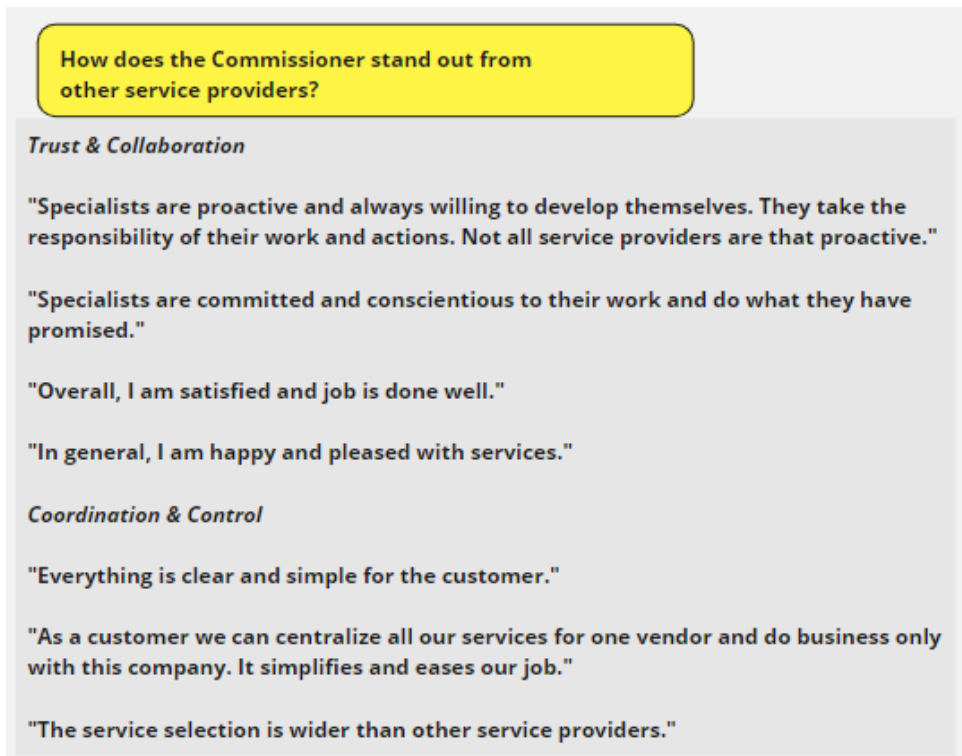 How does the Commissioner stand out from
other service providers?
Trust & Collaboration
"Specialists are proactive and always willing to develop themselves. They take the
responsibility of their work and actions. Not all service providers are that proactive."
"Specialists are committed and conscientious to their work and do what they have
promised."
"Overall, I am satisfied and job is done well."
"In general, I am happy and pleased with services."
Coordination & Control
"Everything is clear and simple for the customer."
"As a customer we can centralize all our services for one vendor and do business only
with this company. It simplifies and eases our job."
"The service selection is wider than other service providers."